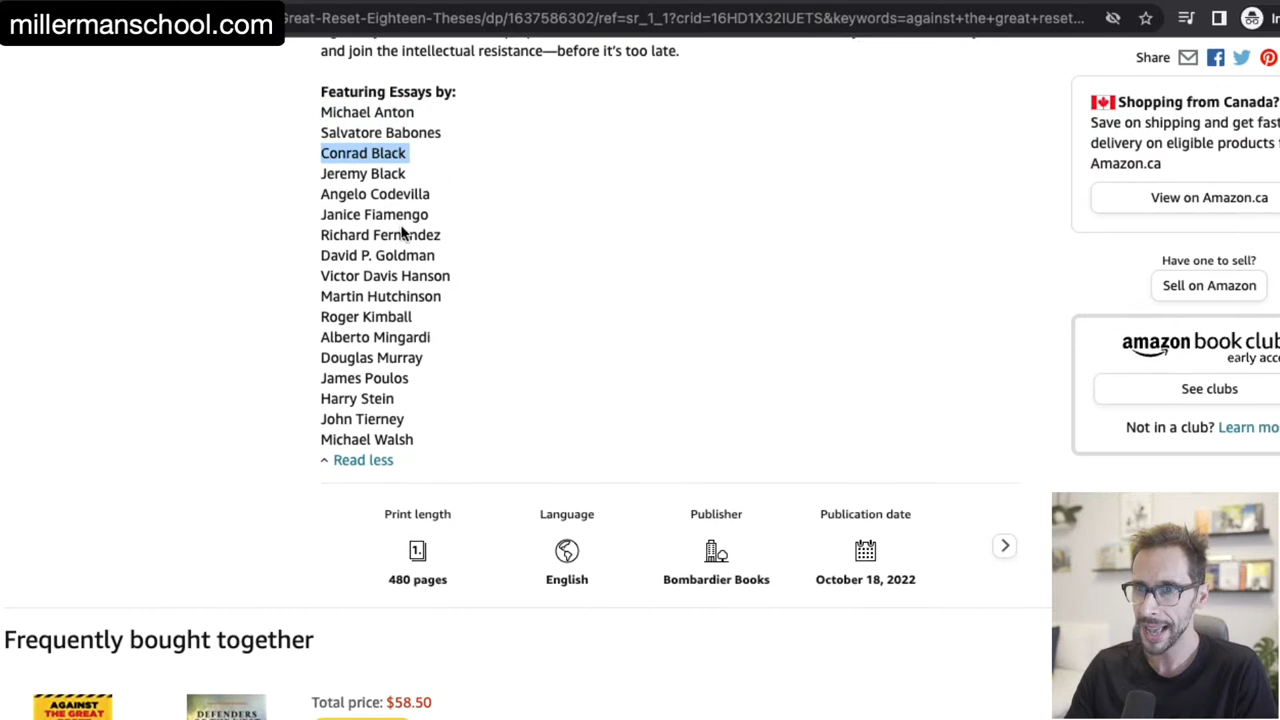 millermanschool.com
Great-Reset-Eighteen-Theses/dp/1637586302/ref=sr_1_1?crid=16HD1X32IUETS&keywords=against+the+great+reset...
and join the intellectual resistance—before it's too late.
Share
Featuring Essays by:
Michael Anton
Salvatore Babones
Conrad Black
Jeremy Black
Angelo Codevilla
Janice Fiamengo
Richard Fernandez
David P. Goldman
Victor Davis Hanson
Martin Hutchinson
Roger Kimball
Alberto Mingardi
Douglas Murray
James Poulos
Harry Stein
John Tierney
Michael Walsh
Read less
Shopping from Canada?
Save on shipping and get fast
delivery on eligible products
Amazon.ca
View on Amazon.ca
Have one to sell?
Sell on Amazon
amazon book club
early acce
See clubs
Not in a club? Learn mo
Print length
1.
480 pages
Language
English
Publisher
Bombardier Books
Publication date
October 18, 2022
Frequently bought together
Total price: $58.50
AGAINST
THE GREAT
DEFENDERS